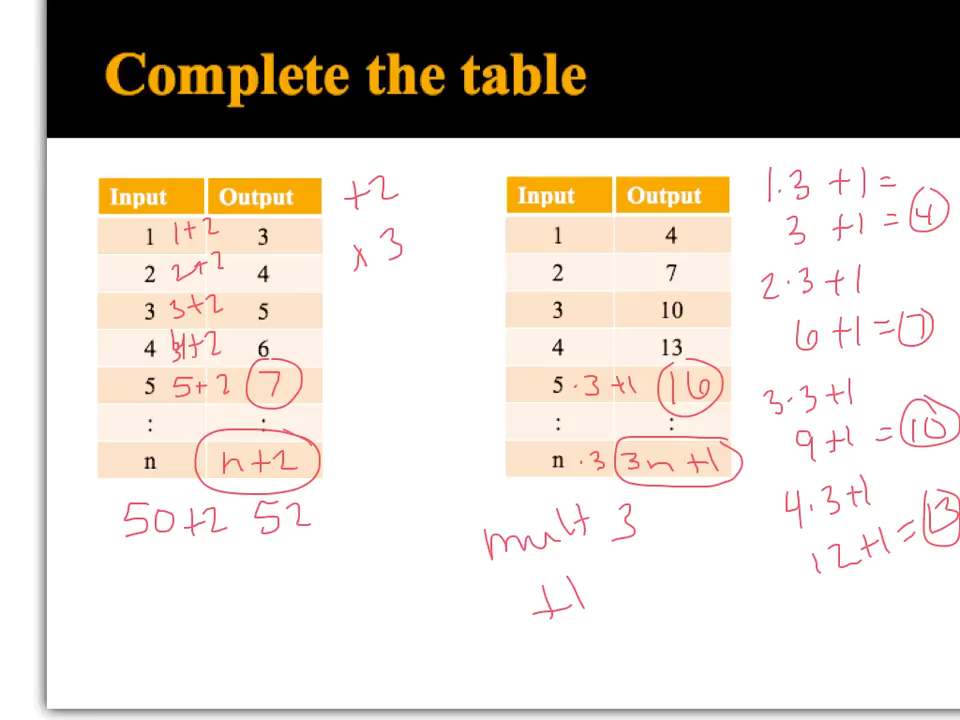 Complete the table
Input Output
1 1+2 3
2 2+2 4
3 3+2 5
4 +2 6
5 5+2 7
: :
n n+2
50+2 52
+2
x 3
Input Output
1 4
2 7
3 10
4 13
5 ·3 +1 16
: :
n ·3 3n +1
mult 3
+1
1·3 +1 =
3 +1 = 4
2·3 +1
6 +1 = 7
3·3 +1
9 +1 = 10
4·3 +1
12 +1 = 13